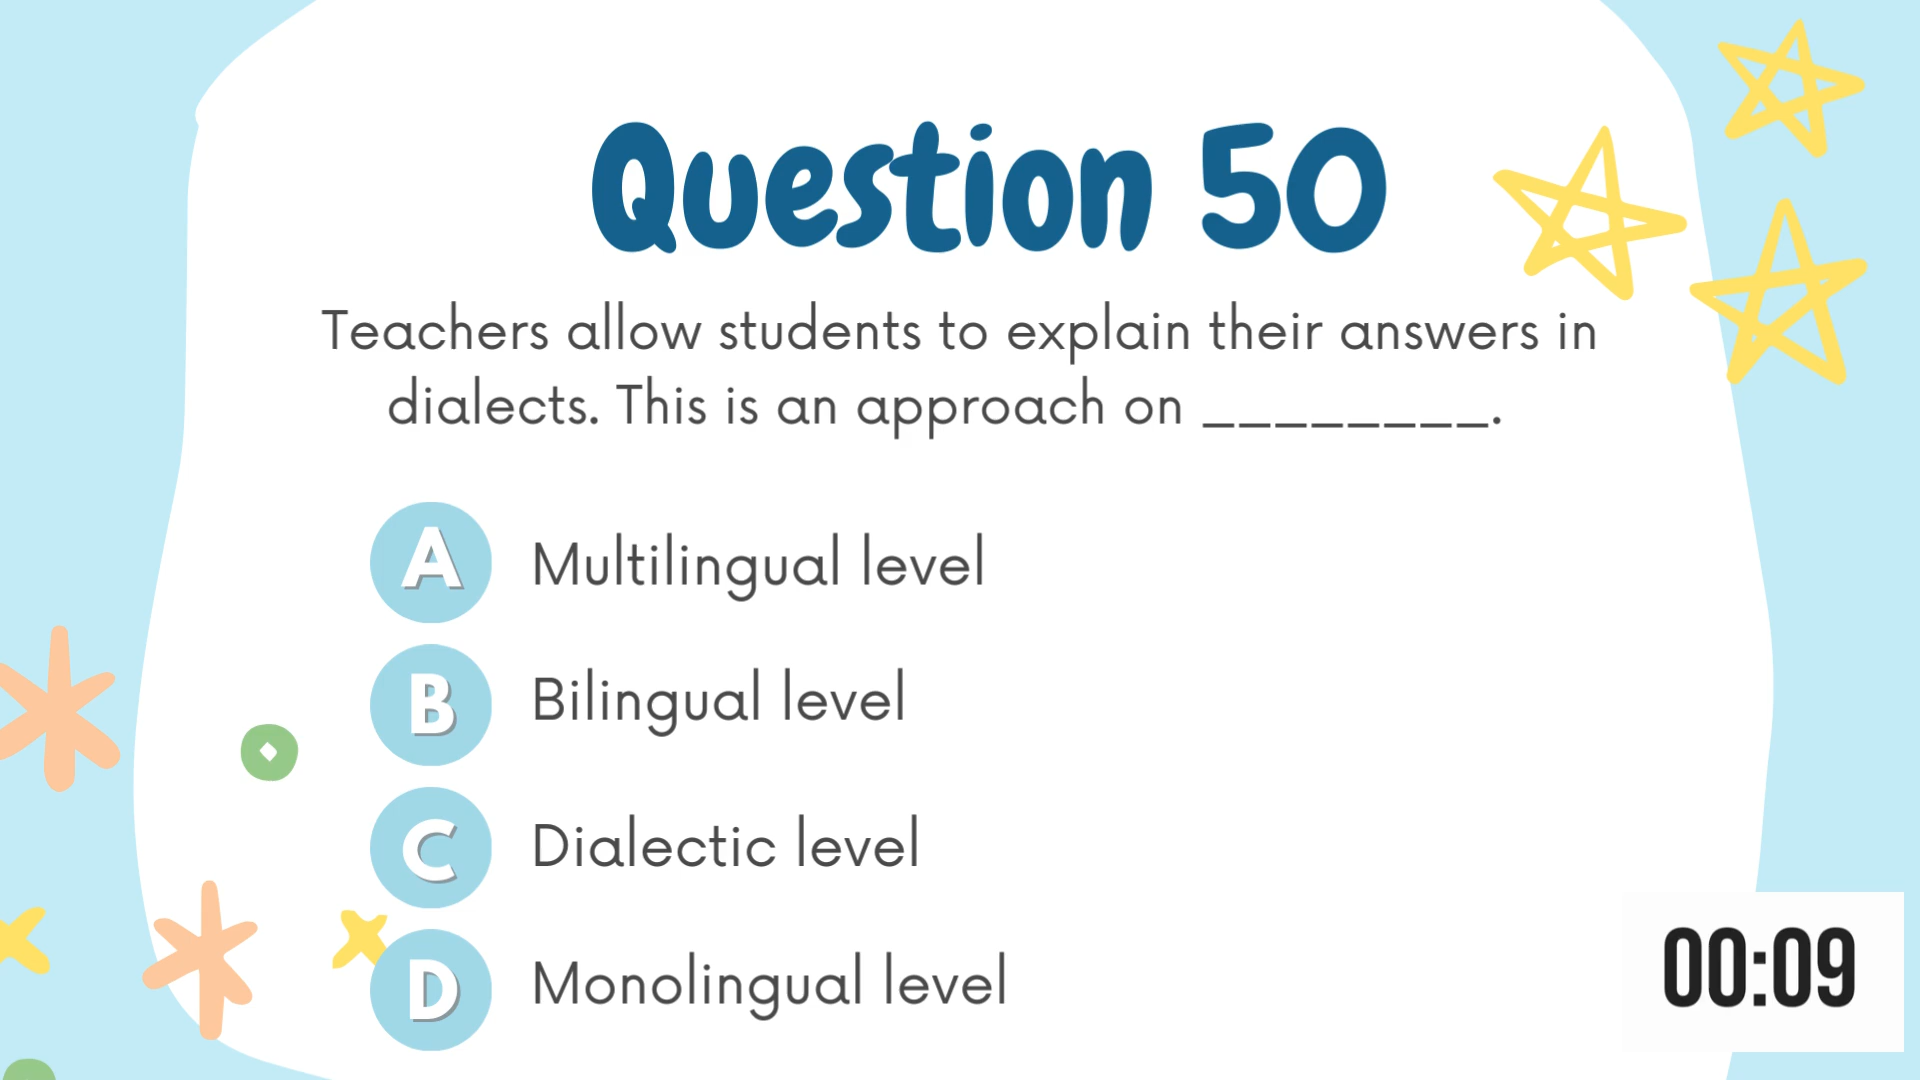 Question 50
Teachers allow students to explain their answers in
dialects. This is an approach on ________.
A Multilingual level
B Bilingual level
C Dialectic level
D Monolingual level
00:09